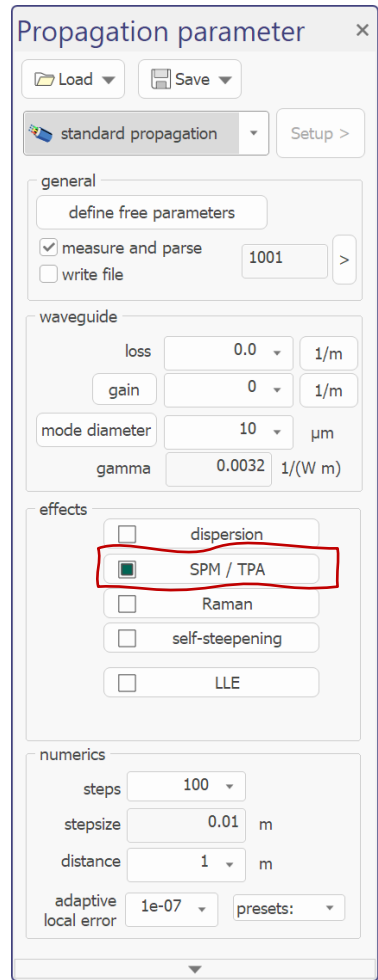 Propagation parameter
Load
Save
standard propagation
Setup >
general
define free parameters
measure and parse
1001
>
write file
waveguide
loss
0.0
1/m
gain
0
1/m
mode diameter
10
µm
gamma
0.0032
1/(W m)
effects
dispersion
SPM / TPA
Raman
self-steepening
LLE
numerics
steps
100
stepsize
0.01
m
distance
1
m
adaptive
local error
1e-07
presets: